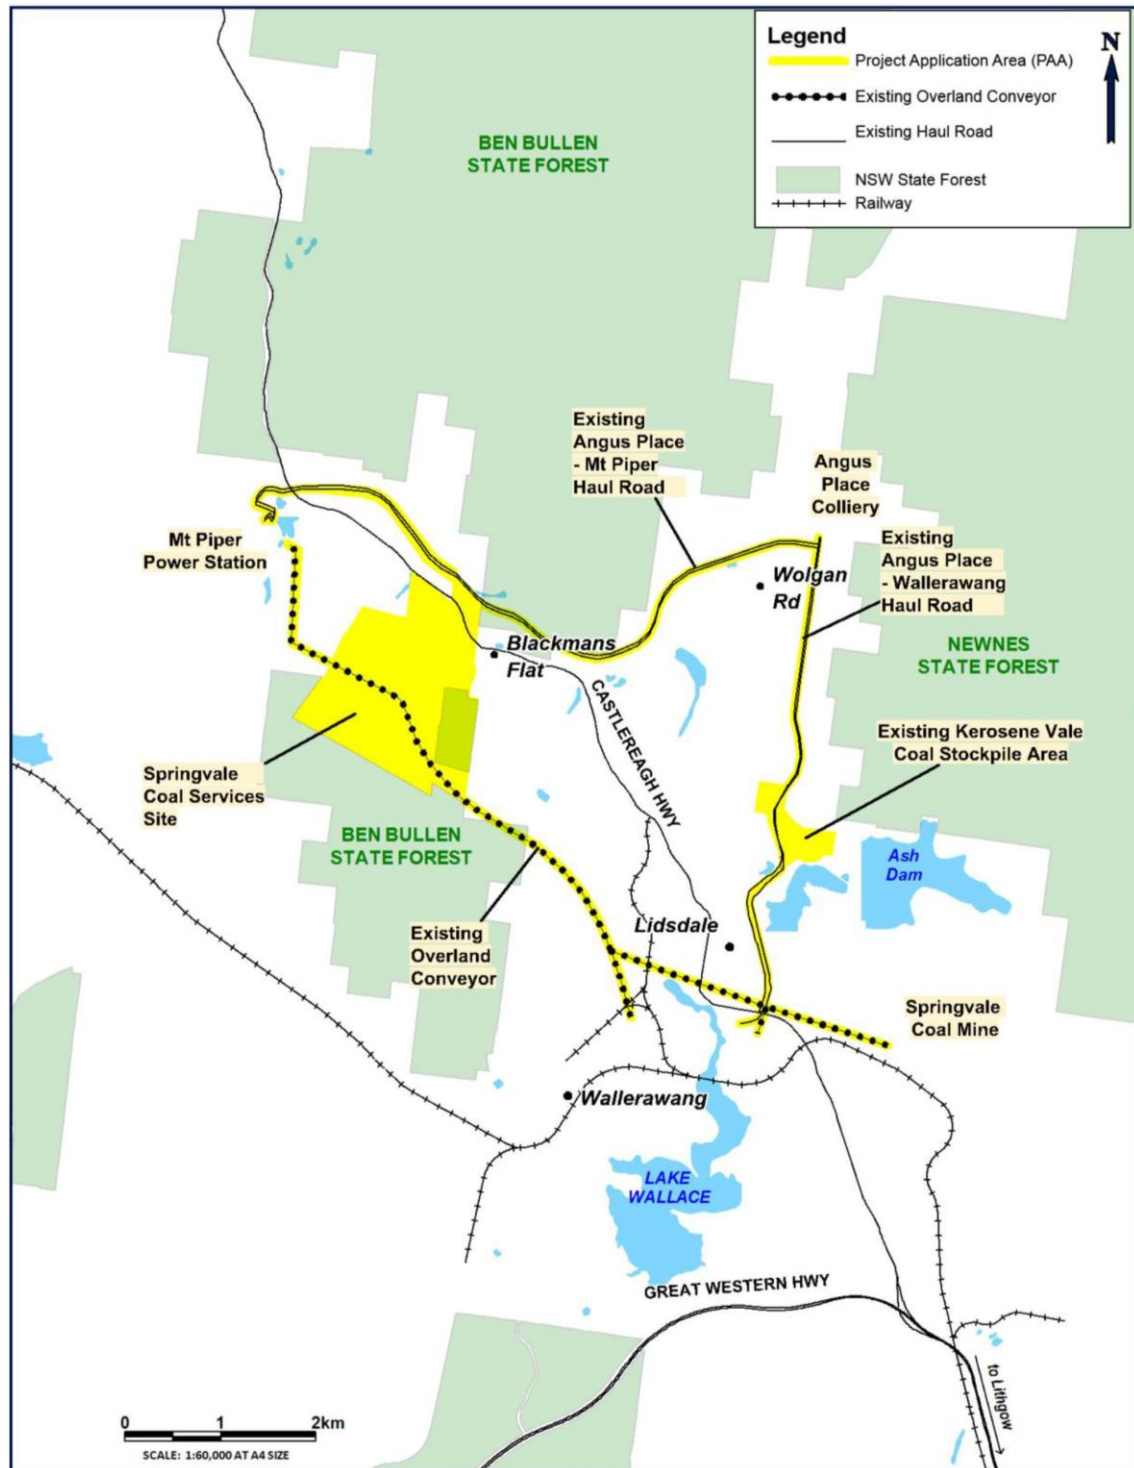 Legend
N
Project Application Area (PAA)
Existing Overland Conveyor
Existing Haul Road
NSW State Forest
Railway
BEN BULLEN
STATE FOREST
Existing
Angus Place
- Mt Piper
Haul Road
Angus
Place
Colliery
Existing
Angus Place
- Wallerawang
Haul Road
Mt Piper
Power Station
Wolgan
Rd
Blackmans
Flat
NEWNES
STATE FOREST
CASTLEREAGH HWY
Existing Kerosene Vale
Coal Stockpile Area
Springvale
Coal Services
Site
BEN BULLEN
STATE FOREST
Ash
Dam
Existing
Overland
Conveyor
Lidsdale
Springvale
Coal Mine
Wallerawang
LAKE
WALLACE
GREAT WESTERN HWY
to Lithgow
0 1 2km
SCALE: 1:60,000 AT A4 SIZE